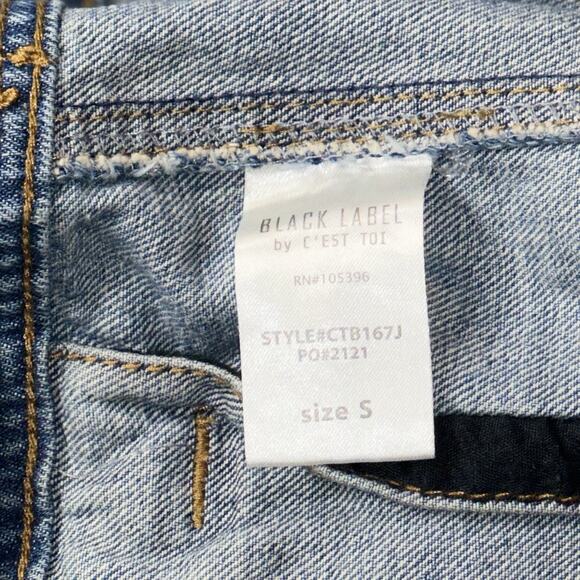 BLACK LABEL
by C'EST TOI
RN#105396
STYLE#CTB167J
PO#2121
size S